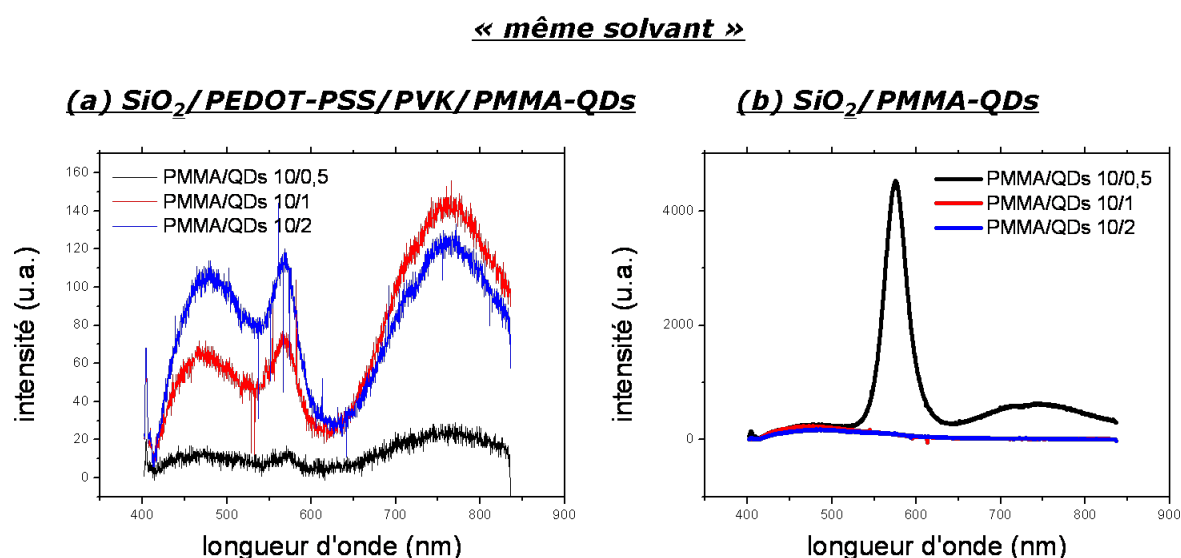 « même solvant »
(a) SiO2/PEDOT-PSS/PVK/PMMA-QDs
(b) SiO2/PMMA-QDs
160
140
120
100
80
60
40
20
0
PMMA/QDs 10/0,5
PMMA/QDs 10/1
PMMA/QDs 10/2
intensité (u.a.)
400 500 600 700 800 900
longueur d'onde (nm)
4000
2000
0
PMMA/QDs 10/0,5
PMMA/QDs 10/1
PMMA/QDs 10/2
intensité (u.a.)
400 500 600 700 800 900
longueur d'onde (nm)